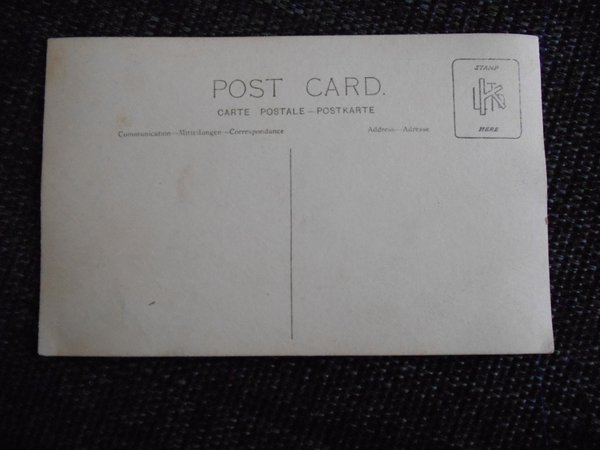 POST CARD.
CARTE POSTALE—POSTKARTE
Communication—Mitteilungen—Correspondance
Address—Adresse
STAMP
HERE